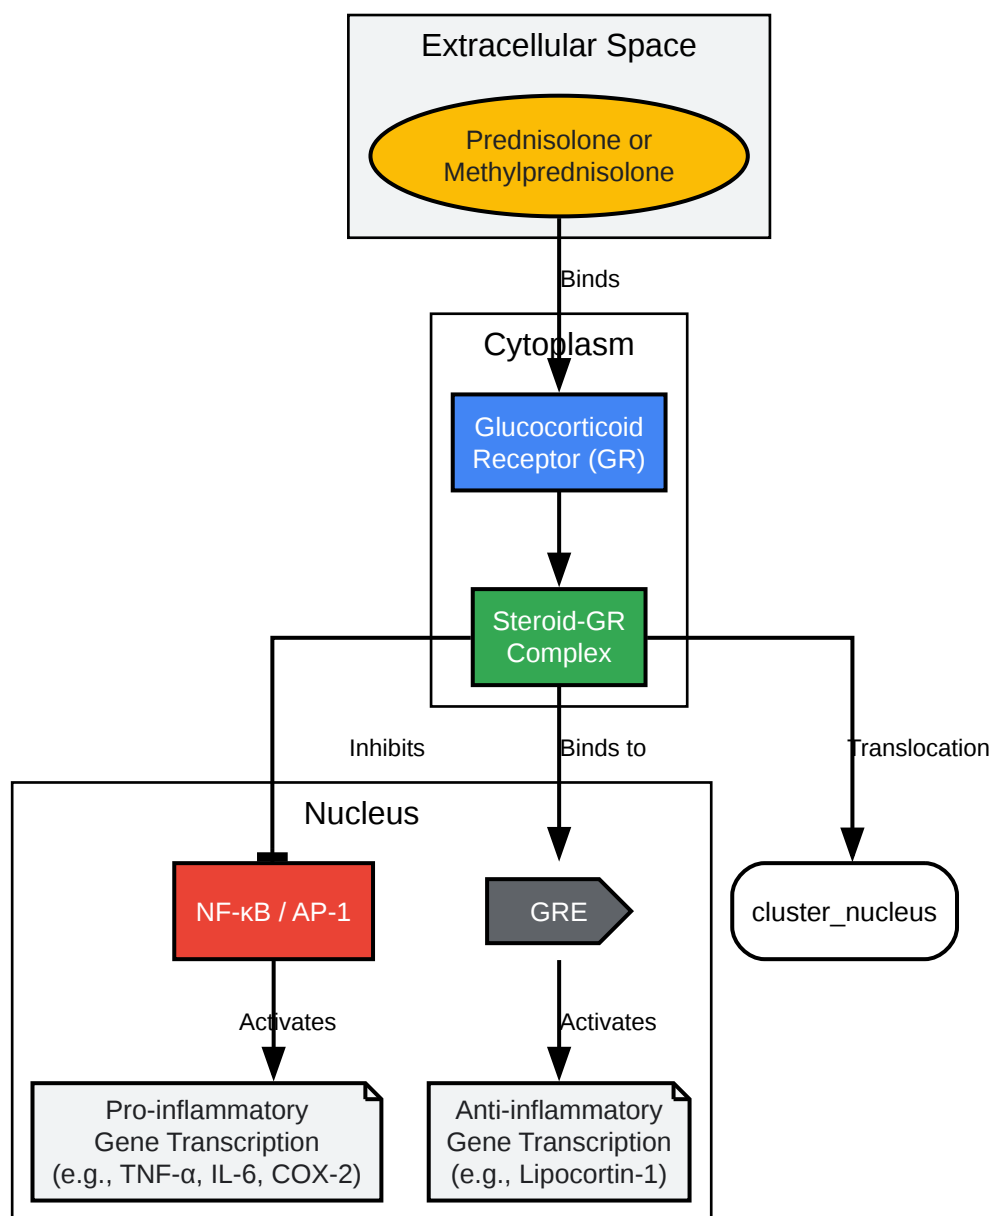 Extracellular Space
Prednisolone or
Methylprednisolone
Binds
Cytoplasm
Glucocorticoid
Receptor (GR)
Steroid-GR
Complex
Inhibits
Binds to
Translocation
Nucleus
NF-κB / AP-1
GRE
cluster_nucleus
Activates
Activates
Pro-inflammatory
Gene Transcription
(e.g., TNF-α, IL-6, COX-2)
Anti-inflammatory
Gene Transcription
(e.g., Lipocortin-1)